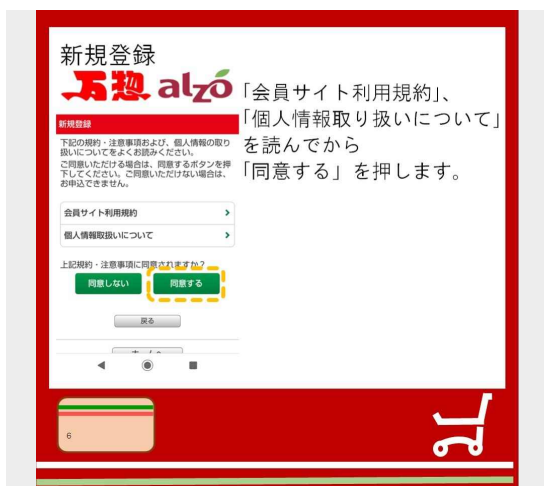 新規登録
万惣 alzó
「会員サイト利用規約」、
「個人情報取り扱いについて」
を読んでから
「同意する」を押します。
新規登録
下記の規約・注意事項および、個人情報の取り
扱いについてをよくお読みください。
ご同意いただける場合は、同意するボタンを押
下してください。ご同意いただけない場合は、
お申込できません。
会員サイト利用規約
個人情報取扱いについて
上記規約・注意事項に同意されますか？
同意しない 同意する
戻る
6